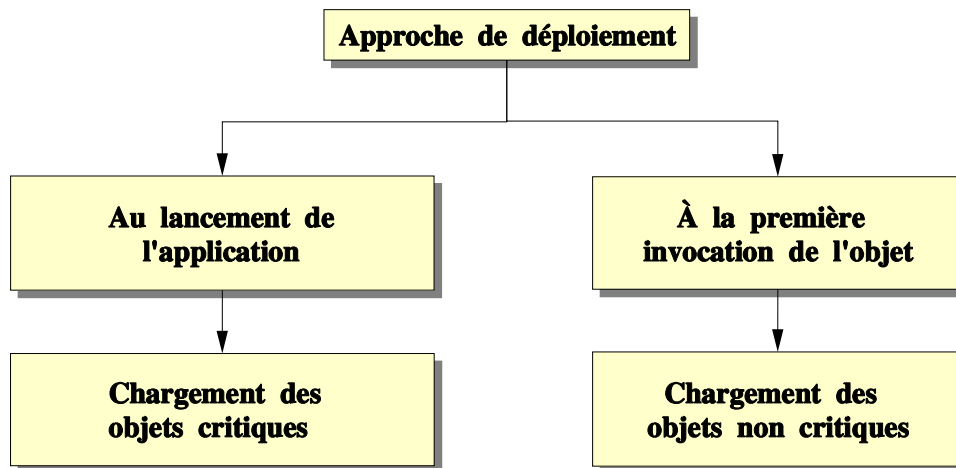 Approche de déploiement
Au lancement de
l'application
À la première
invocation de l'objet
Chargement des
objets critiques
Chargement des
objets non critiques